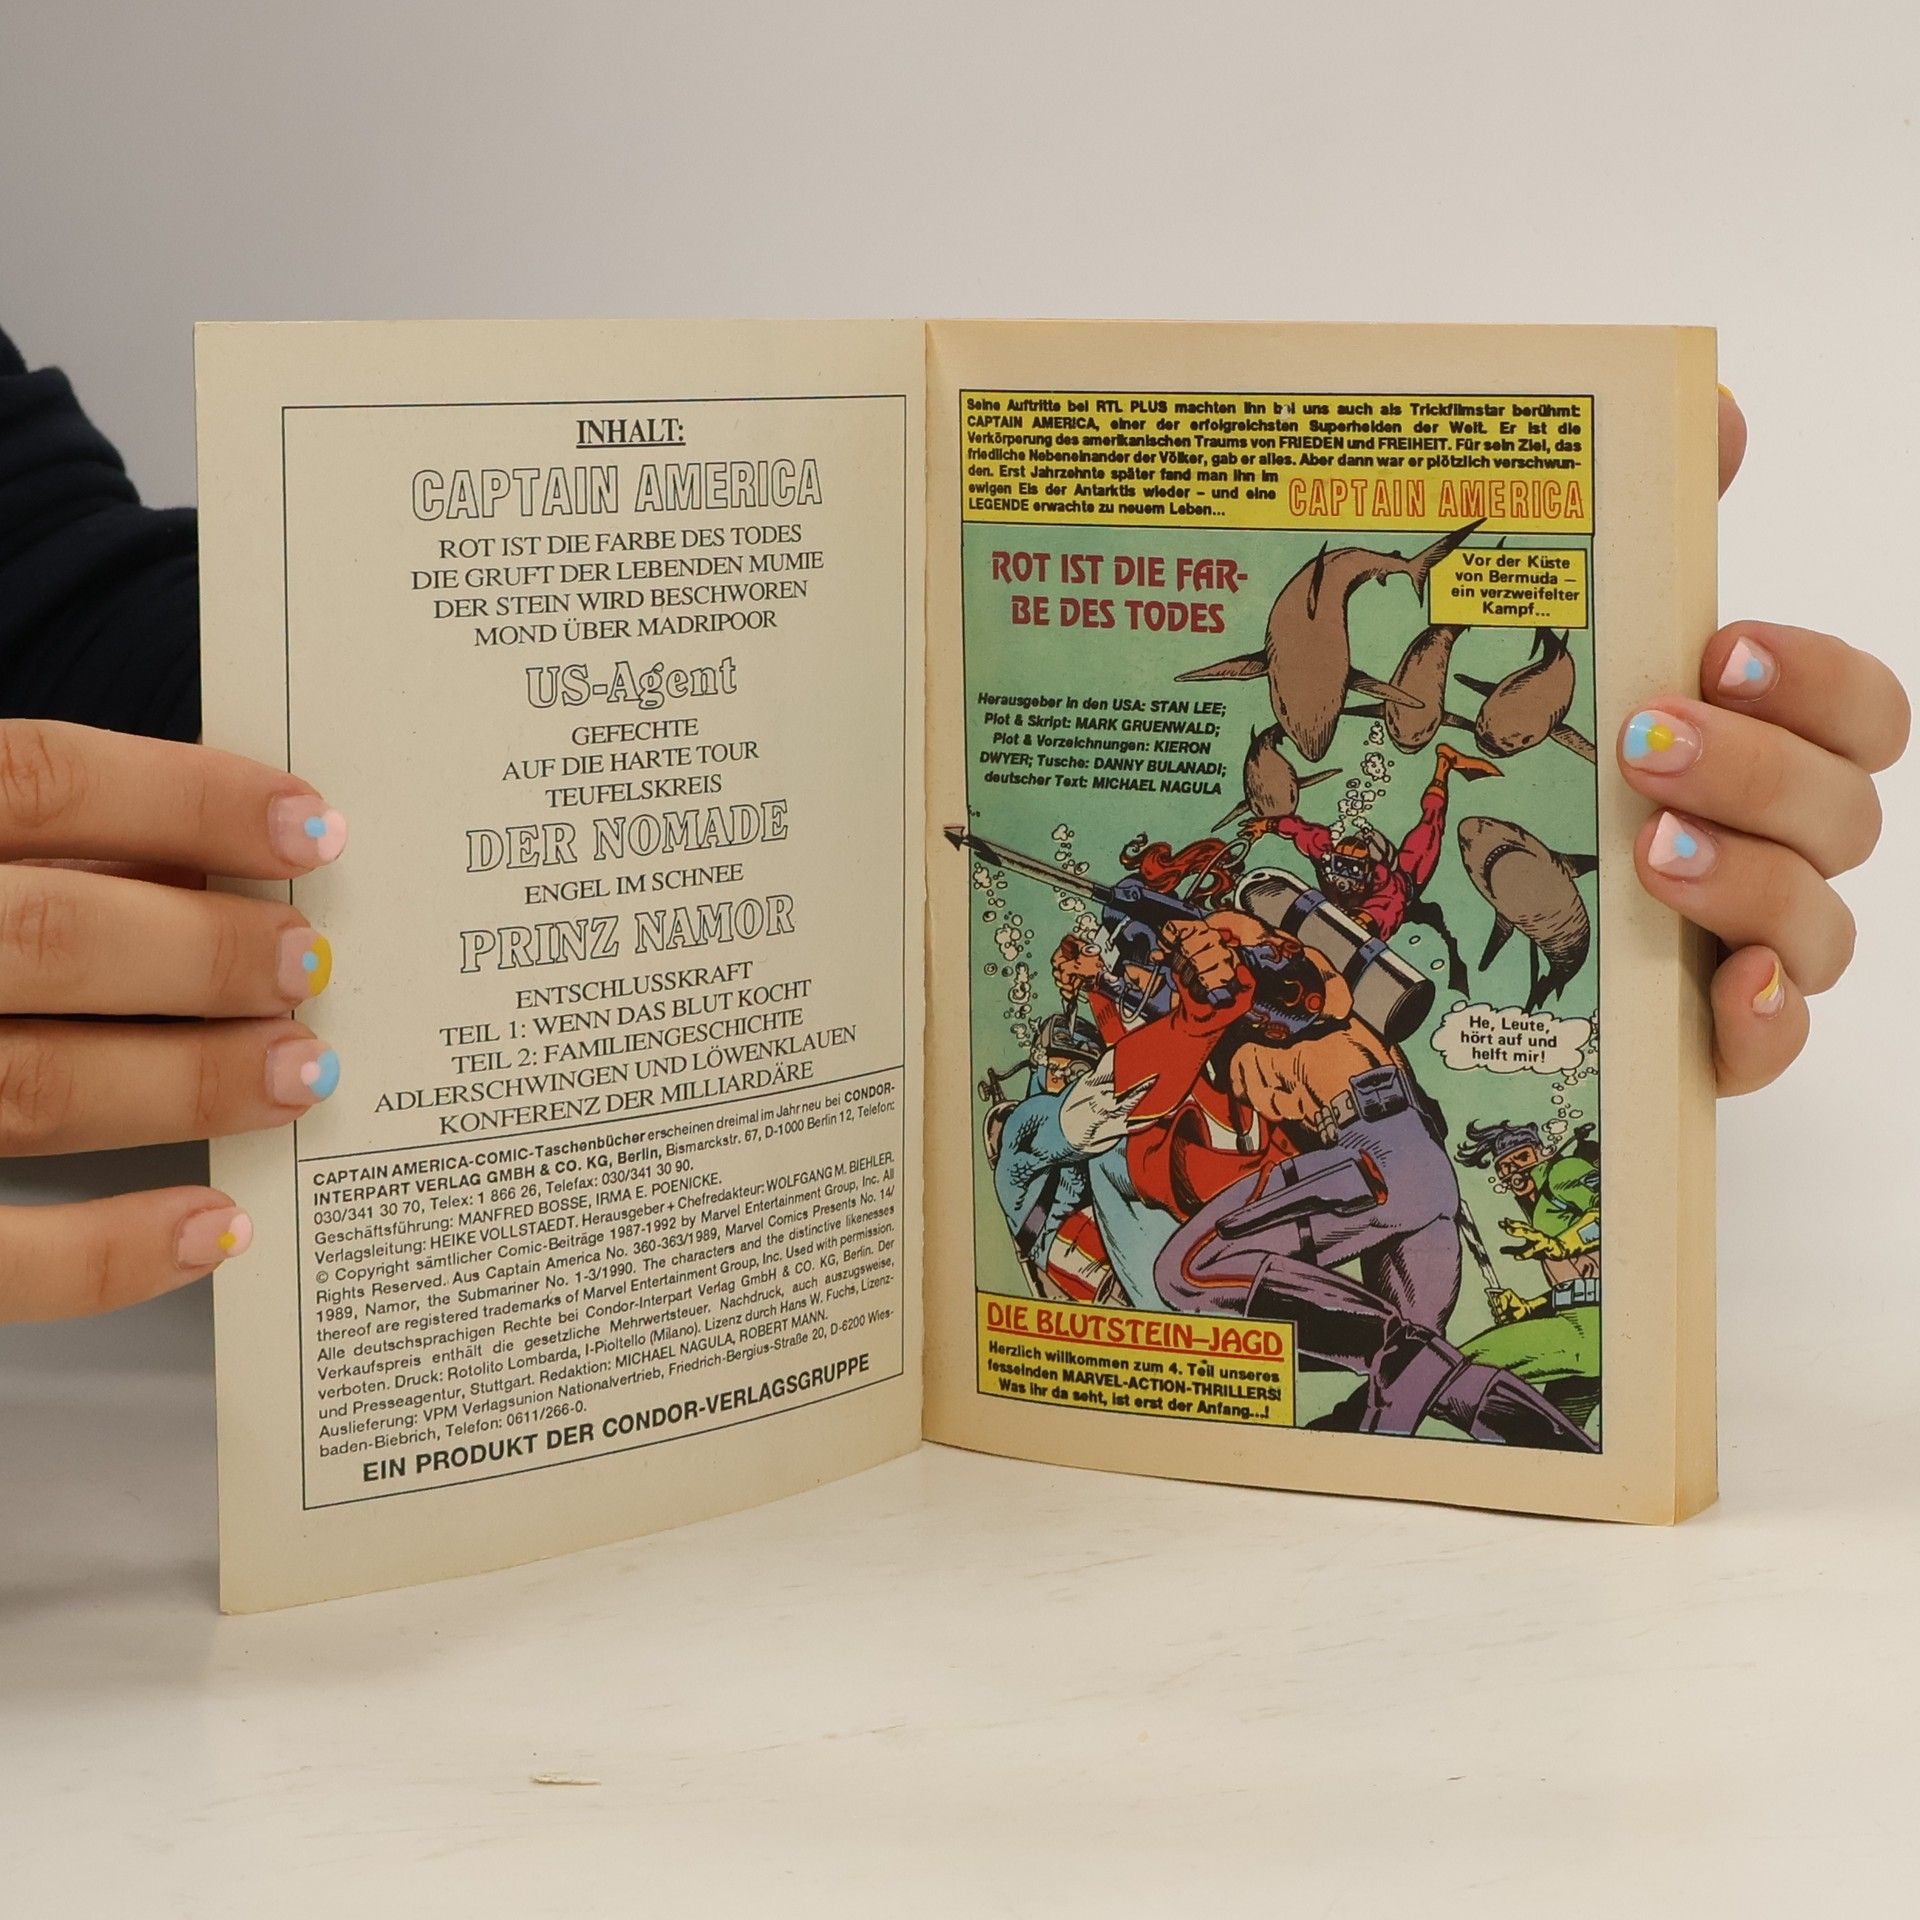 INHALT:
CAPTAIN AMERICA
ROT IST DIE FARBE DES TODES
DIE GRUFT DER LEBENDEN MUMIE
DER STEIN WIRD BESCHWOREN
MOND ÜBER MADRIPOOR
US-Agent
GEFECHTE
AUF DIE HARTE TOUR
TEUFELSKREIS
DER NOMADE
ENGEL IM SCHNEE
PRINZ NAMOR
ENTSCHLUSSKRAFT
TEIL 1: WENN DAS BLUT KOCHT
TEIL 2: FAMILIENGESCHICHTE
ADLERSCHWINGEN UND LÖWENKLAUEN
KONFERENZ DER MILLIARDÄRE
CAPTAIN AMERICA-COMIC-Taschenbücher erscheinen dreimal im Jahr neu bei CONDOR-
INTERPART VERLAG GMBH & CO. KG, Berlin, Bismarckstr. 67, D-1000 Berlin 12, Telefon:
030/341 30 70, Telex: 1 866 26, Telefax: 030/341 30 90.
Geschäftsführung: MANFRED BOSSE, IRMA E. POENICKE.
Verlagsleitung: HEIKE VOLLSTAEDT. Herausgeber + Chefredakteur: WOLFGANG M. BIEHLER.
© Copyright sämtlicher Comic-Beiträge 1987-1992 by Marvel Entertainment Group, Inc. All
Rights Reserved. Aus Captain America No. 360-363/1989, Marvel Comics Presents No. 14/
1989, Namor, the Submariner No. 1-3/1990. The characters and the distinctive likenesses
thereof are registered trademarks of Marvel Entertainment Group, Inc. Used with permission.
Alle deutschsprachigen Rechte bei Condor-Interpart Verlag GmbH & CO. KG, Berlin. Der
Verkaufspreis enthält die gesetzliche Mehrwertsteuer. Nachdruck, auch auszugsweise,
verboten. Druck: Rotolito Lombarda, I-Pioltello (Milano). Lizenz durch Hans W. Fuchs, Lizenz-
und Presseagentur, Stuttgart. Redaktion: MICHAEL NAGULA, ROBERT MANN.
Auslieferung: VPM Verlagsunion Nationalvertrieb, Friedrich-Bergius-Straße 20, D-6200 Wies-
baden-Biebrich, Telefon: 0611/266-0.
EIN PRODUKT DER CONDOR-VERLAGSGRUPPE
Seine Auftritte bei RTL PLUS machten ihn bei uns auch als Trickfilmstar berühmt:
CAPTAIN AMERICA, einer der erfolgreichsten Superhelden der Welt. Er ist die
Verkörperung des amerikanischen Traums von FRIEDEN und FREIHEIT. Für sein Ziel, das
friedliche Nebeneinander der Völker, gab er alles. Aber dann war er plötzlich verschwun-
den. Erst Jahrzehnte später fand man ihn im
ewigen Eis der Antarktis wieder – und eine
LEGENDE erwachte zu neuem Leben...
CAPTAIN AMERICA
ROT IST DIE FAR-
BE DES TODES
Vor der Küste
von Bermuda –
ein verzweifelter
Kampf...
Herausgeber in den USA: STAN LEE;
Plot & Skript: MARK GRUENWALD;
Plot & Vorzeichnungen: KIERON
DWYER; Tusche: DANNY BULANADI;
deutscher Text: MICHAEL NAGULA
He, Leute,
hört auf und
helft mir!
DIE BLUTSTEIN-JAGD
Herzlich willkommen zum 4. Teil unseres
fesselnden MARVEL-ACTION-THRILLERS!
Was ihr da seht, ist erst der Anfang...!